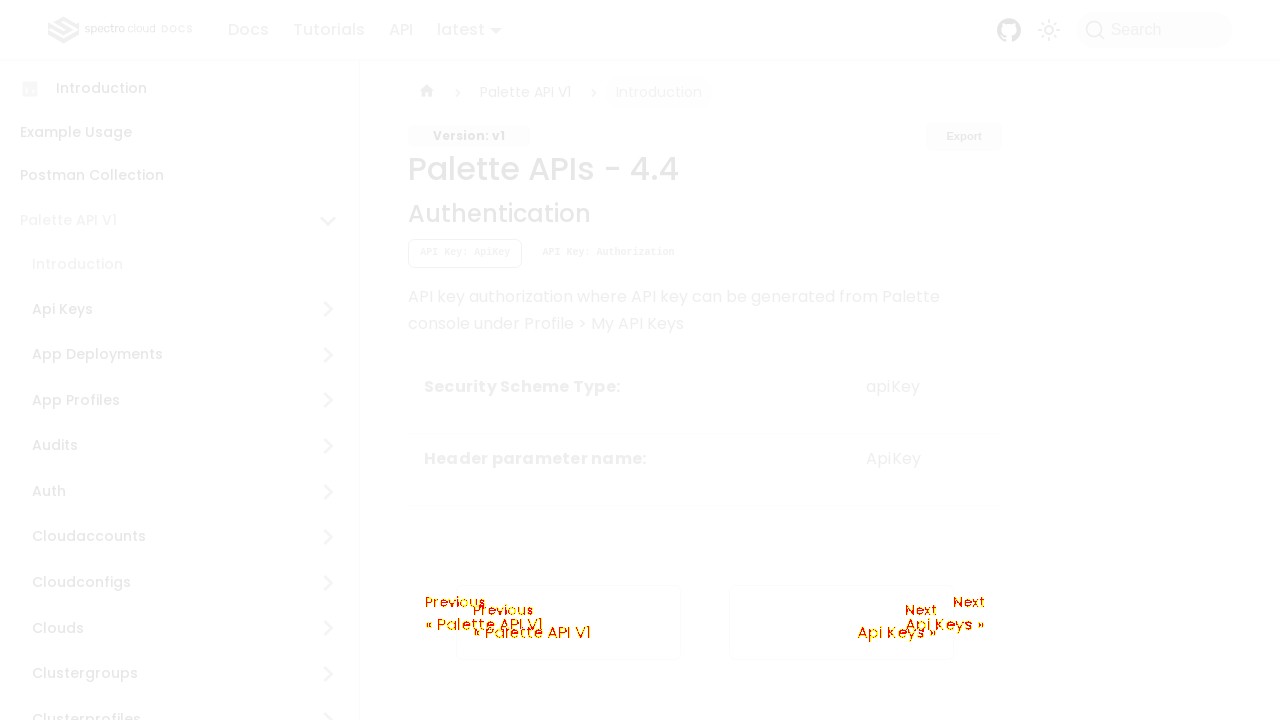 spectro cloud DOCS Docs Tutorials API latest Search
Introduction
Example Usage
Postman Collection
Palette API V1
Introduction
Api Keys
App Deployments
App Profiles
Audits
Auth
Cloudaccounts
Cloudconfigs
Clouds
Clustergroups
Clusterprofiles
Palette API V1 Introduction
Version: v1 Export
Palette APIs - 4.4
Authentication
API Key: ApiKey API Key: Authorization
API key authorization where API key can be generated from Palette
console under Profile > My API Keys
Security Scheme Type: apiKey
Header parameter name: ApiKey
Previous Next
Previous Next
« Palette API V1 Api Keys »
« Palette API V1 Api Keys »